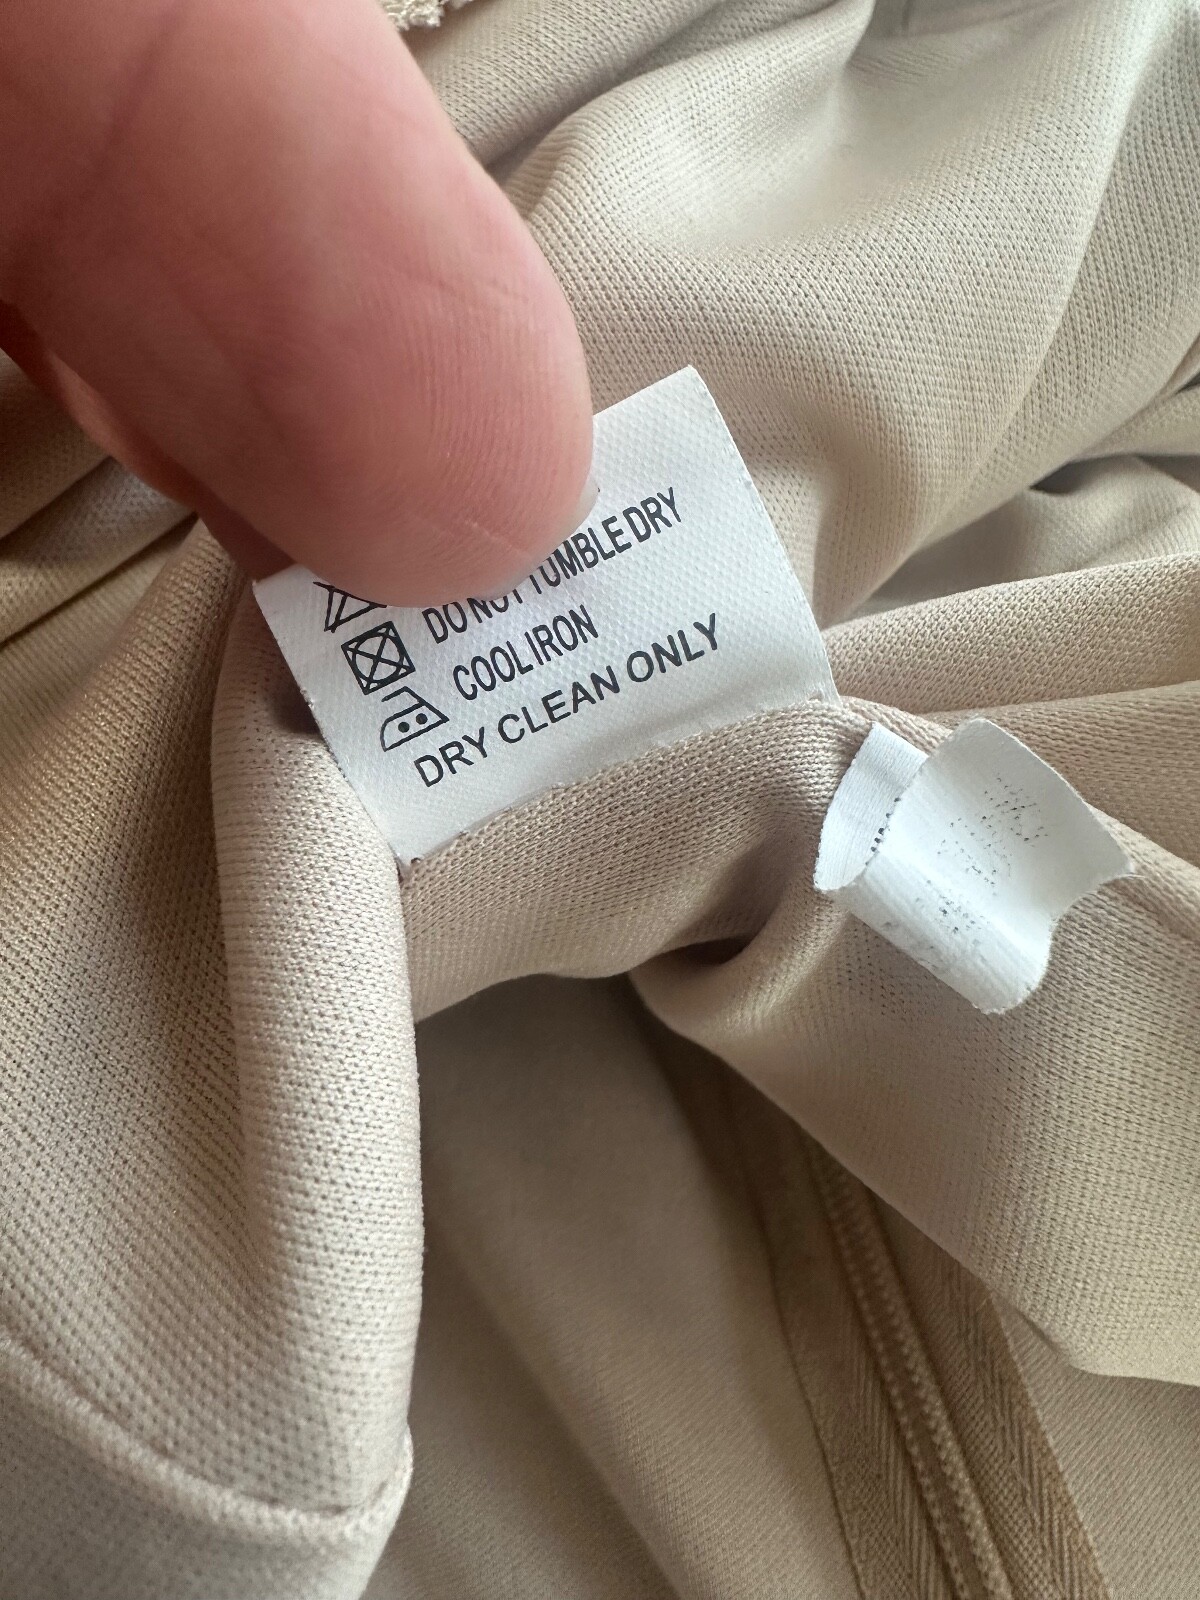 DO NOT TUMBLE DRY
COOL IRON
DRY CLEAN ONLY